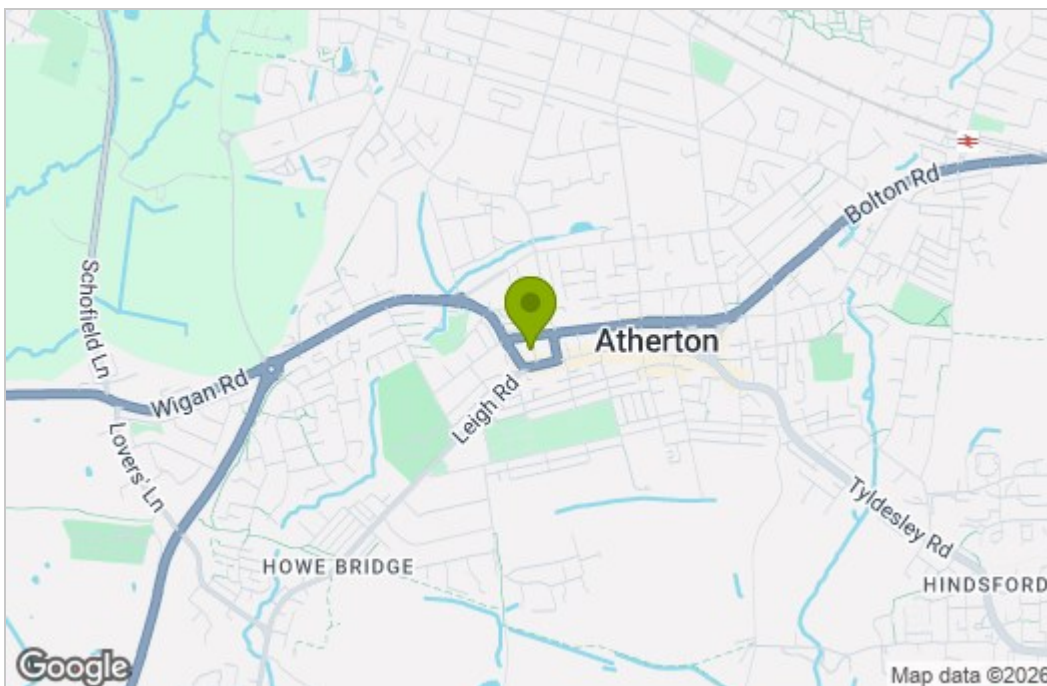 Bolton Rd
Schofield Ln
Atherton
Wigan Rd
Leigh Rd
Lovers' Ln
Tyldesley Rd
HOWE BRIDGE
HINDSFORD
Google
Map data ©2026